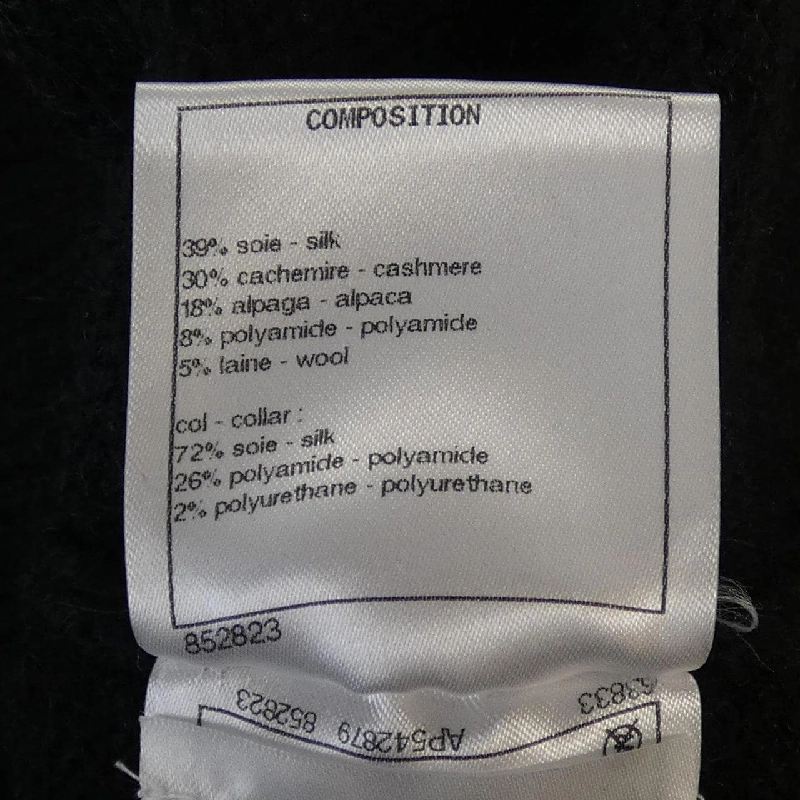 COMPOSITION
39% soie - silk
30% cachemire - cashmere
18% alpaga - alpaca
8% polyamide - polyamide
5% laine - wool
col - collar :
72% soie - silk
26% polyamide - polyamide
2% polyurethane - polyurethane
852823
852823
AP542879 852823